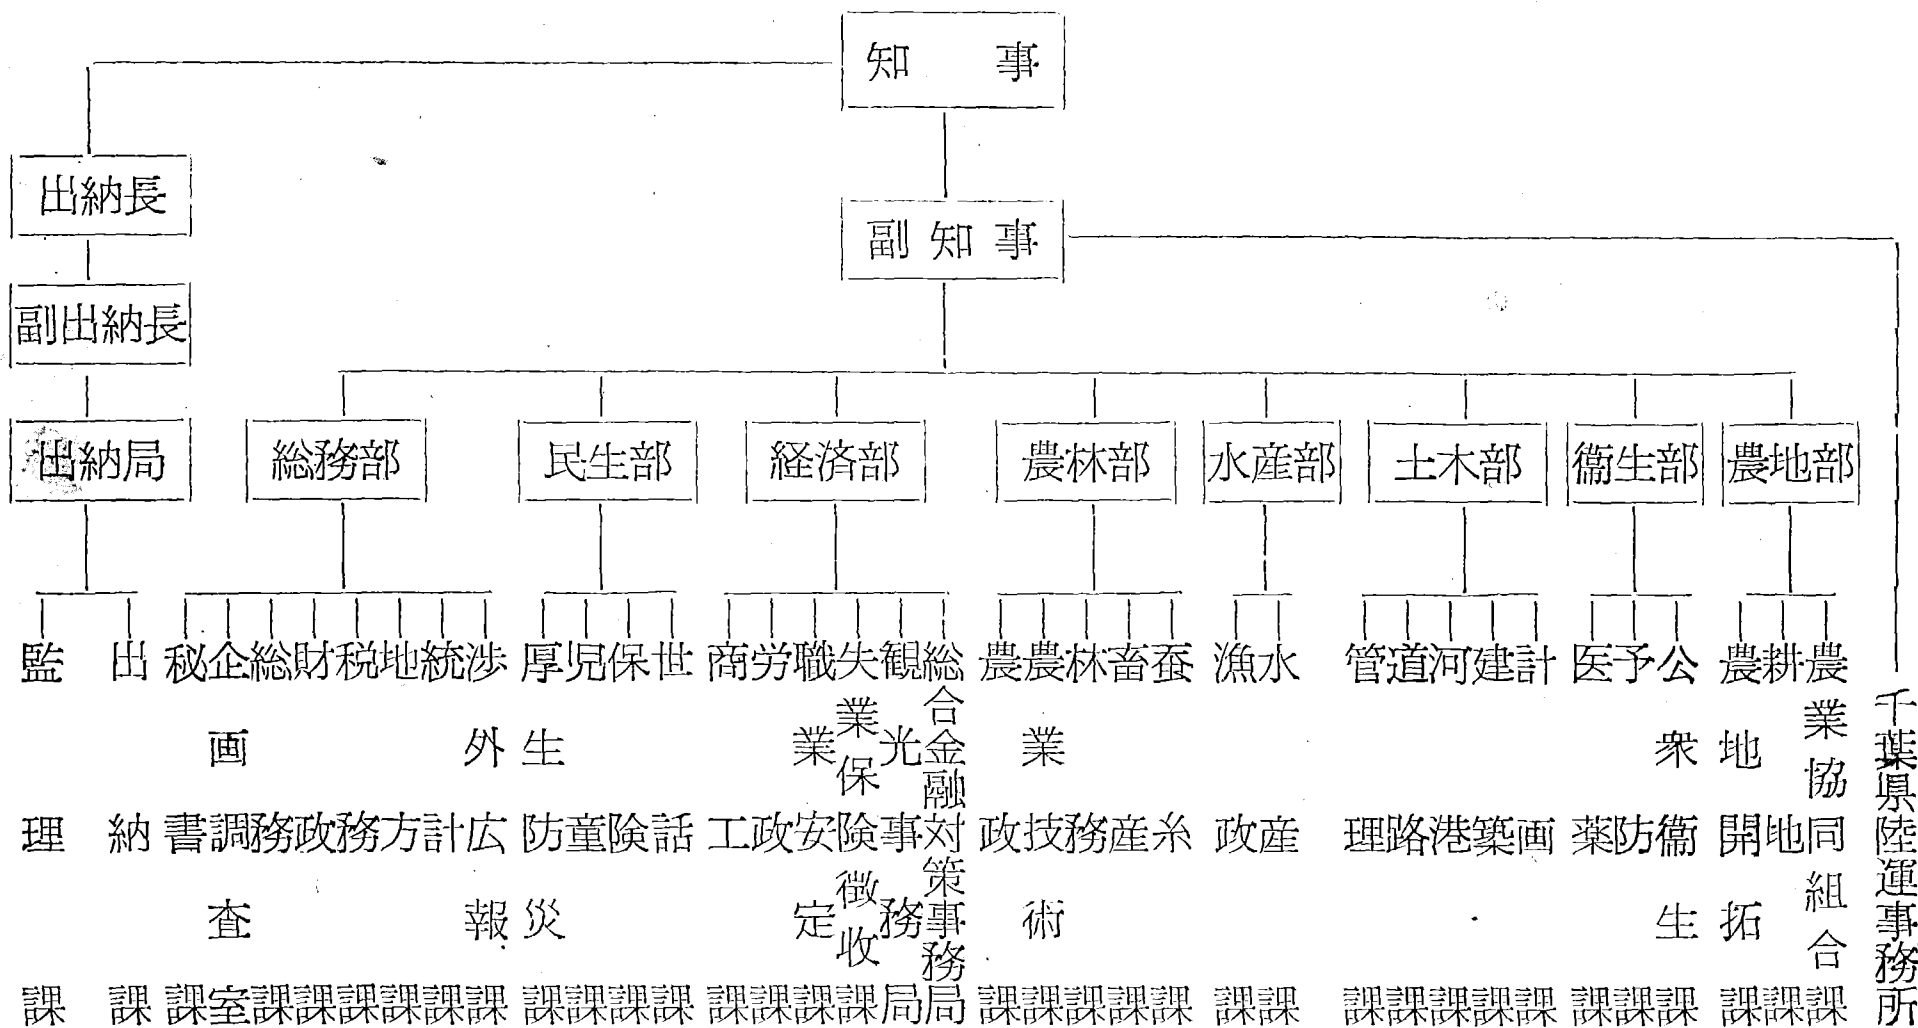 知事
出納長
副知事
副出納長
出納局
総務部
民生部
経済部
農林部
水産部
土木部
衞生部
農地部
監理課
出納課
秘書課
企画調査室
総務課
財政課
税務課
地方課
統計課
渉外広報課
厚生防災課
児童課
保険課
世話課
商工課
労政課
職業安定課
失業保険徴収課
観光事務局
総合金融対策事務局
農政課
農業技術課
林務課
畜産課
蚕糸課
漁政課
水産課
管理課
道路課
河港課
建築課
計画課
医薬課
予防課
公衆衞生課
農地開拓課
耕地課
農業協同組合課
千葉県陸運事務所